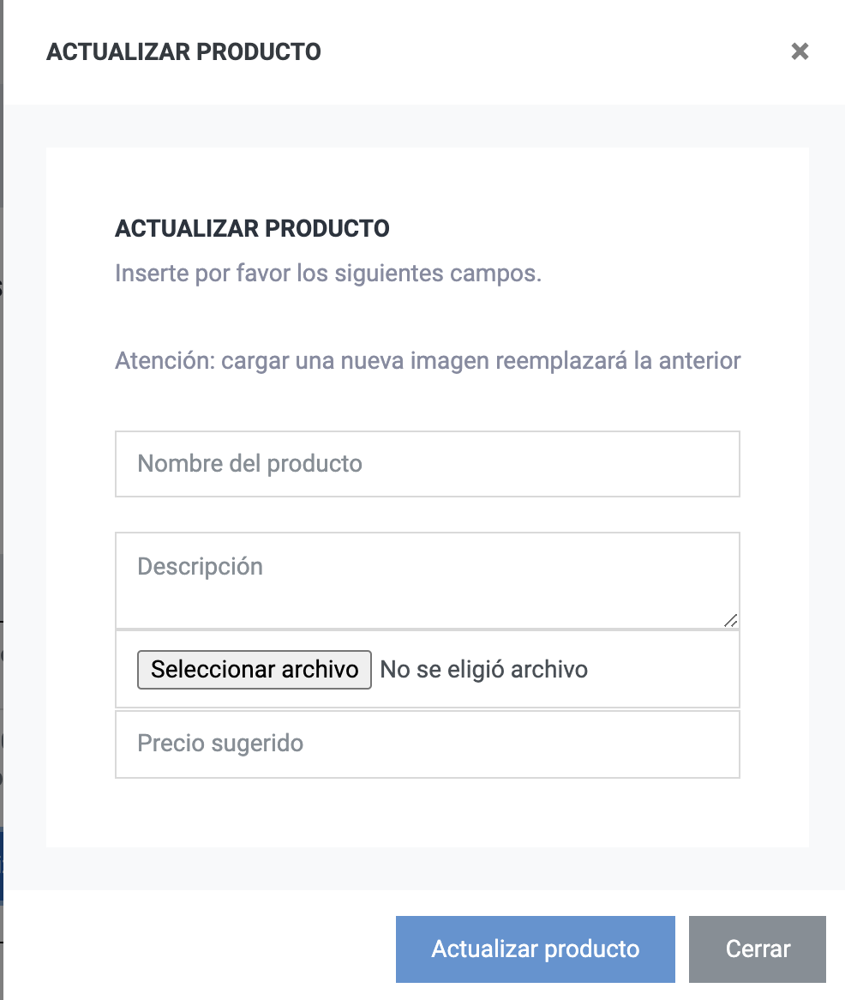 ACTUALIZAR PRODUCTO
ACTUALIZAR PRODUCTO
Inserte por favor los siguientes campos.
Atención: cargar una nueva imagen reemplazará la anterior
Nombre del producto
Descripción
Seleccionar archivo No se eligió archivo
Precio sugerido
Actualizar producto Cerrar